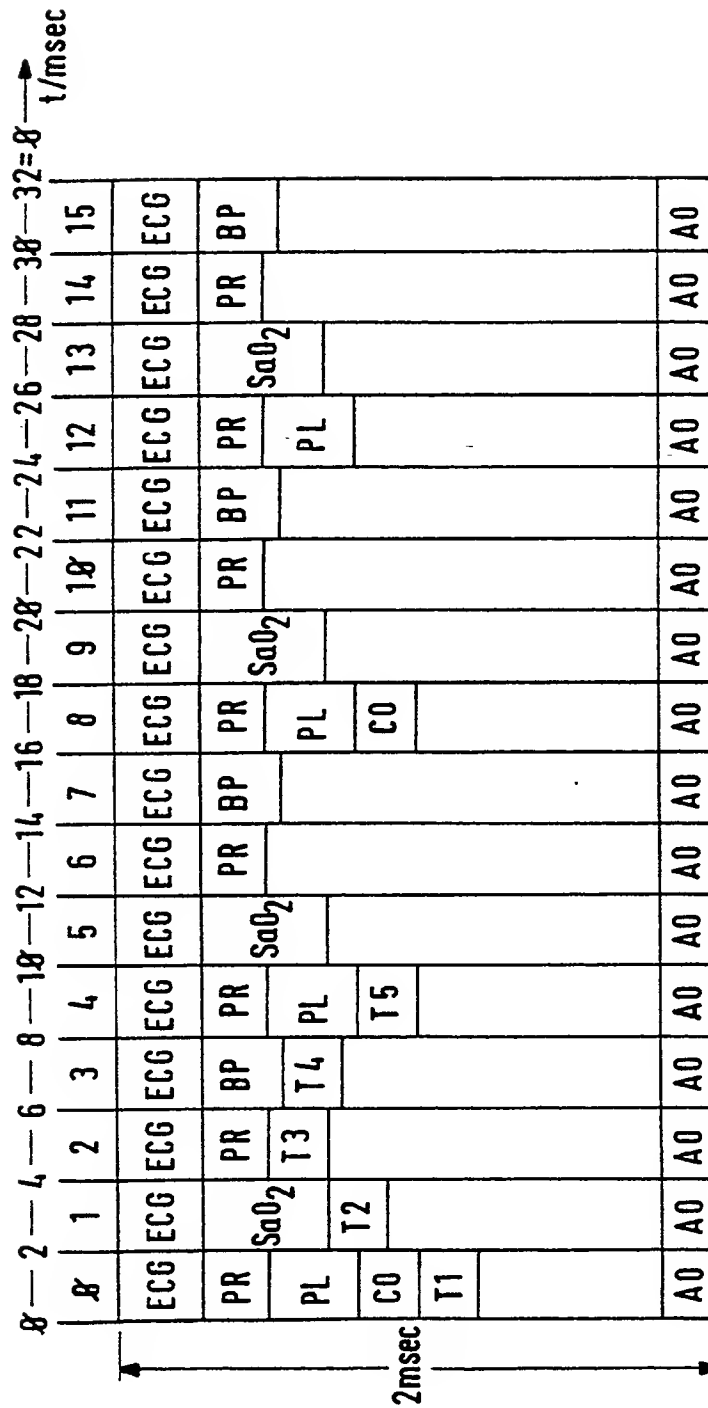 0—2—4—6—8—10—12—14—16—18—20—22—24—26—28—30—32=0
t/msec
0 1 2 3 4 5 6 7 8 9 10 11 12 13 14 15
ECG ECG ECG ECG ECG ECG ECG ECG ECG ECG ECG ECG ECG ECG ECG ECG
PR SaO₂ PR BP PR SaO₂ PR BP PR SaO₂ PR BP PR SaO₂ PR BP
PL T2 T3 T4 PL PL PL
CO T5 CO
T1
2msec
AO AO AO AO AO AO AO AO AO AO AO AO AO AO AO AO